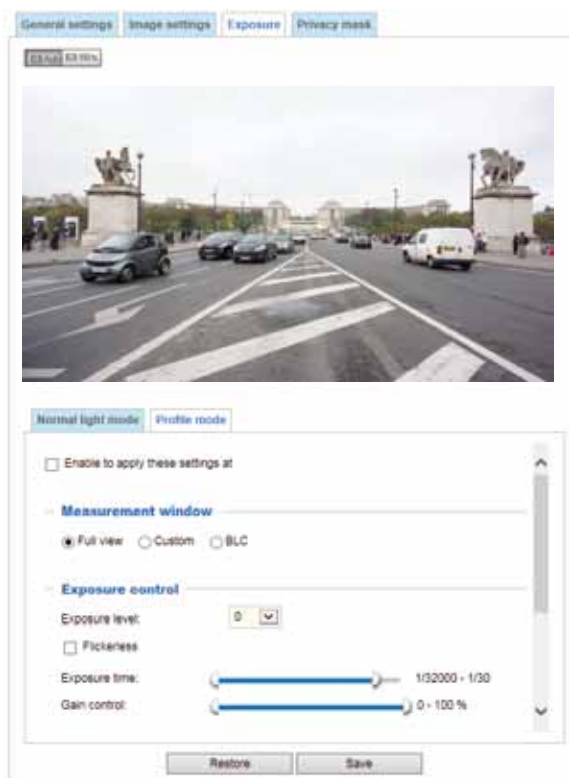 General settings Image settings Exposure Privacy mask
Normal light mode Profile mode
Enable to apply these settings at
Measurement window
Full view Custom BLC
Exposure control
Exposure level: 0
Flickerless
Exposure time: 1/32000 - 1/30
Gain control: 0 - 100 %
Restore Save